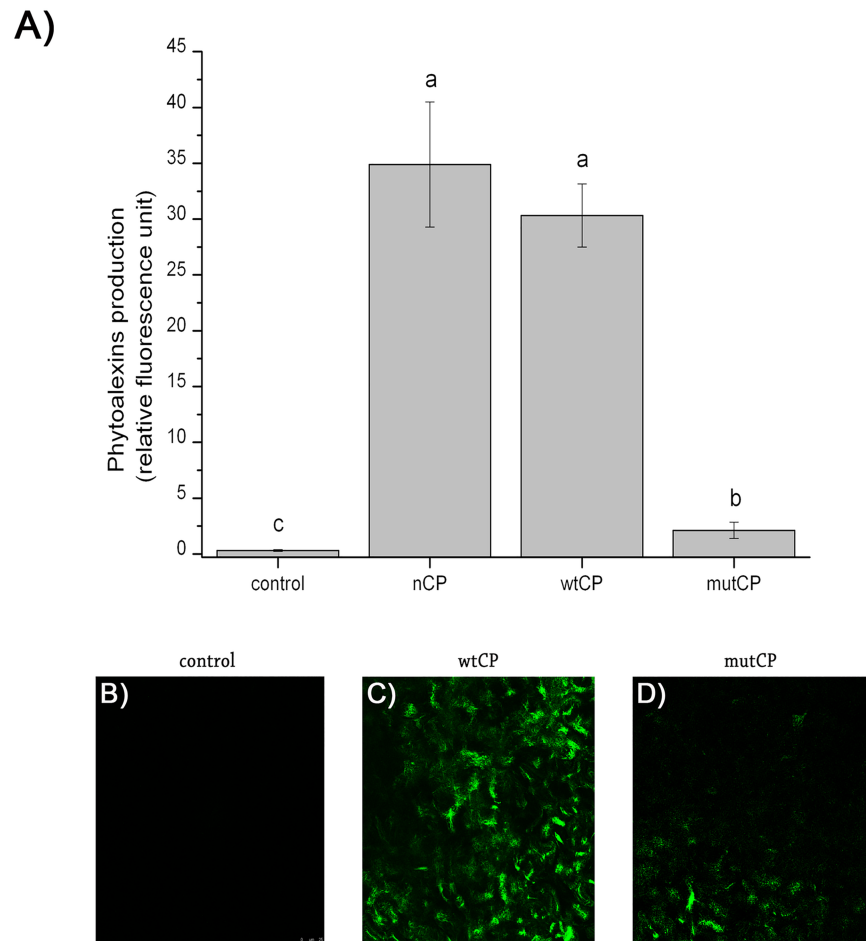 A)
Phytoalexins production
(relative fluorescence unit)
45
40
35
30
25
20
15
10
5
0
c
a
a
b
control
nCP
wtCP
mutCP
control
wtCP
mutCP
B)
C)
D)